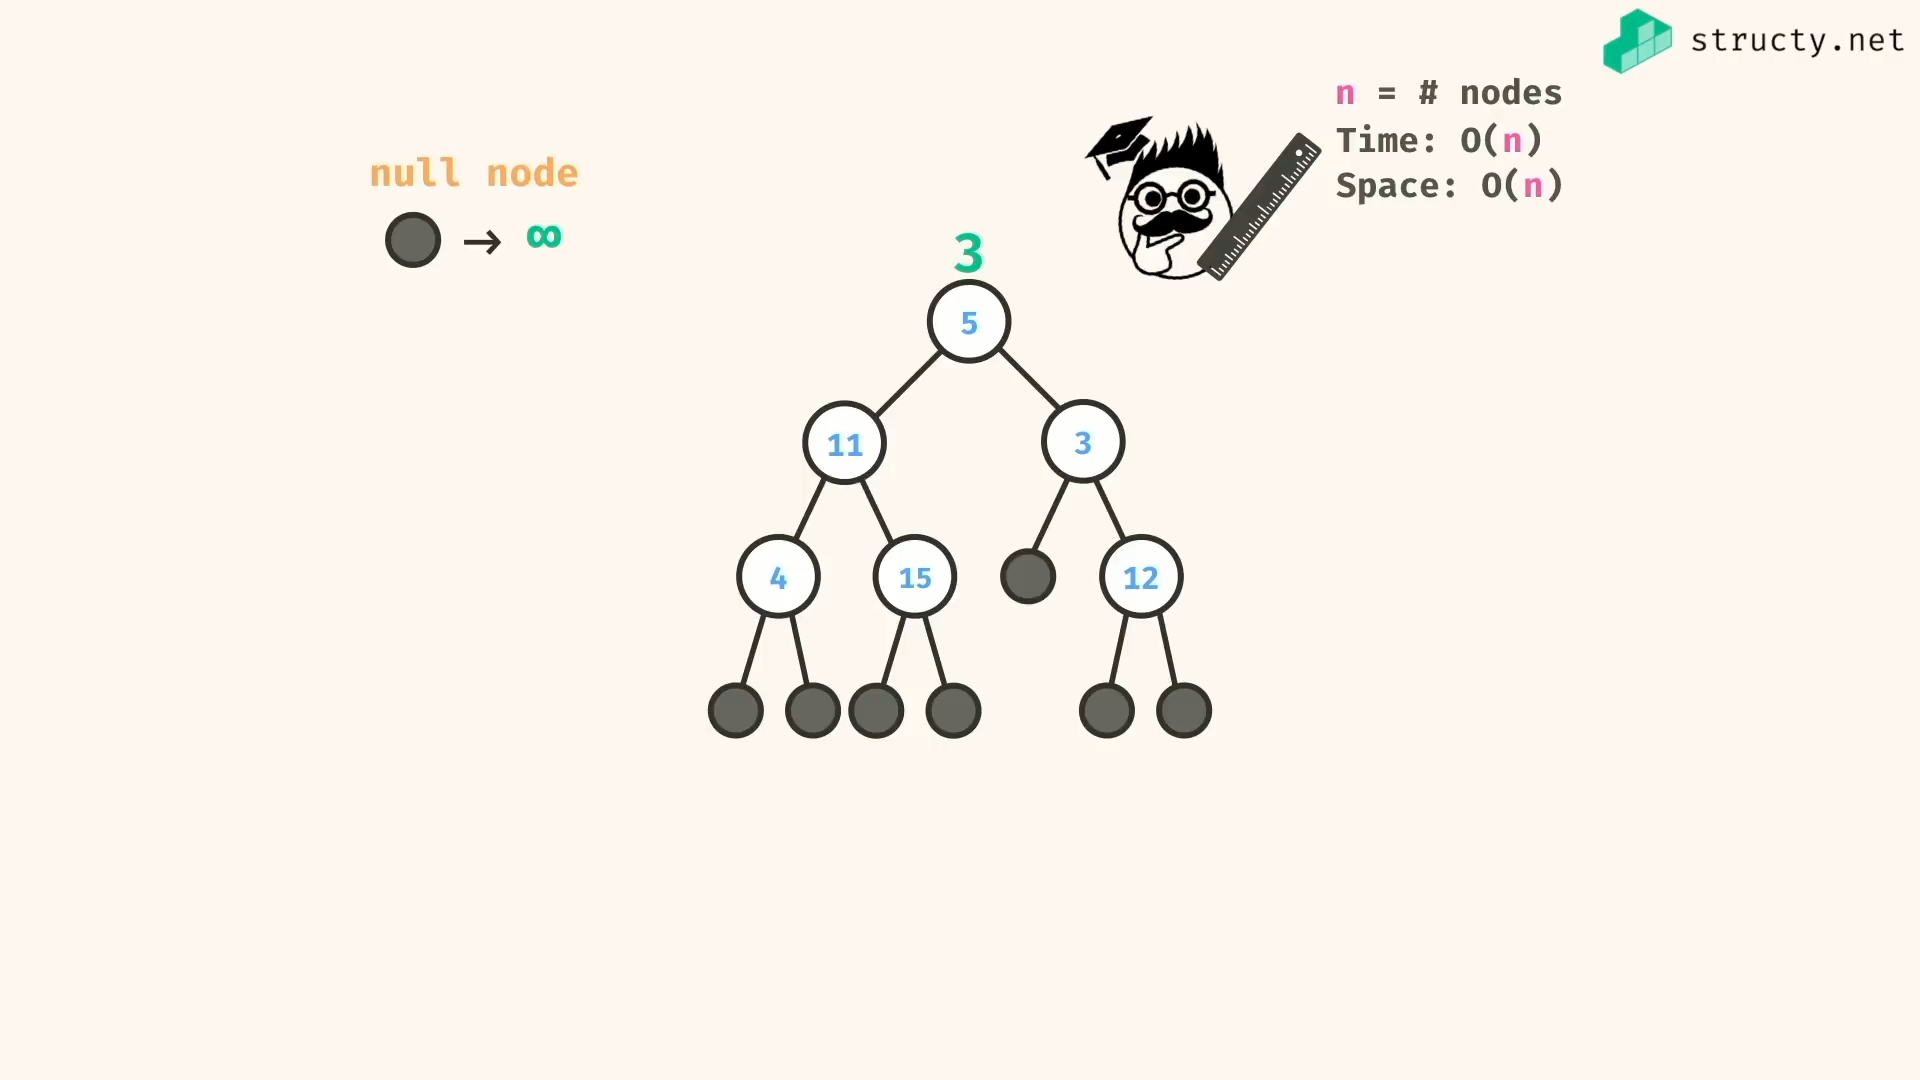 structy.net
n = # nodes
Time: O(n)
Space: O(n)
null node
→ ∞
3
5
11
3
4
15
12